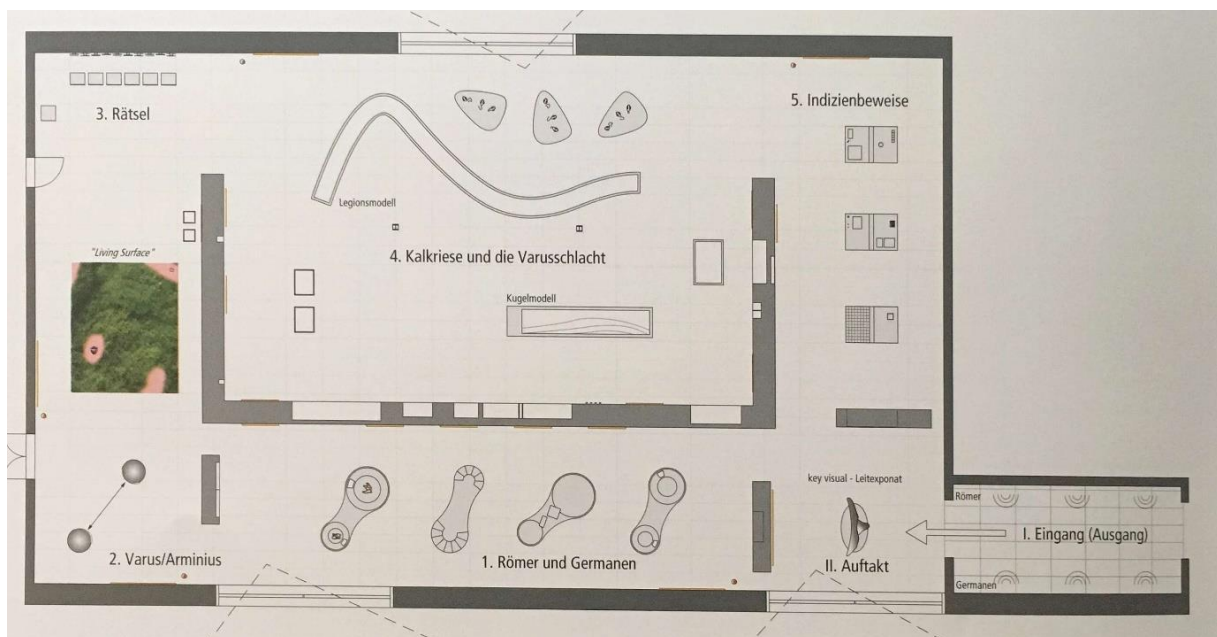 3. Rätsel
5. Indizienbeweise
Legionsmodell
"Living Surface"
4. Kalkriese und die Varusschlacht
Kugelmodell
key visual - Leitexponat
Römer
I. Eingang (Ausgang)
2. Varus/Arminius
1. Römer und Germanen
II. Auftakt
Germanen